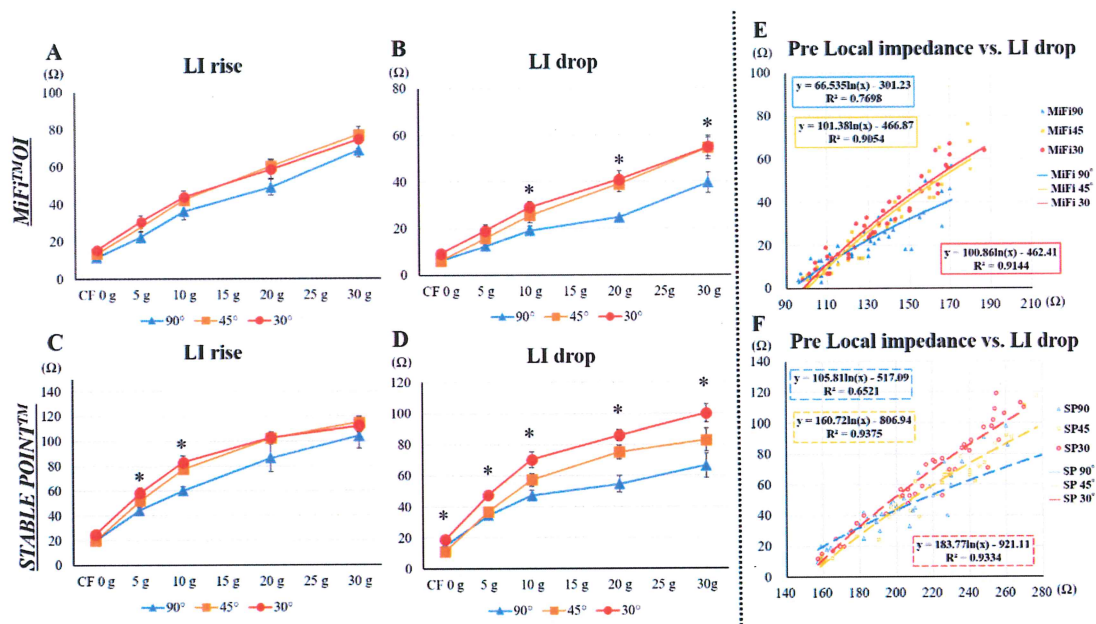 MiFi™OI
A
(Ω)
LI rise
100
80
60
40
20
0
CF 0 g 5 g 10 g 20 g 25 g 30 g
90° 45° 30°
B
(Ω)
LI drop
80
60
40
20
0
*
*
*
CF 0 g 5 g 10 g 20 g 25 g 30 g
90° 45° 30°
STABLE POINT™
C
(Ω)
LI rise
140
120
100
80
60
40
20
0
*
*
CF 0 g 5 g 10 g 20 g 25 g 30 g
90° 45° 30°
D
(Ω)
LI drop
120
100
80
60
40
20
0
*
*
*
*
*
CF 0 g 5 g 10 g 20 g 25 g 30g
90° 45° 30°
E
Pre Local impedance vs. LI drop
(Ω)
100
80
60
40
20
0
y = 66.535ln(x) - 301.23
R² = 0.7698
y = 101.38ln(x) - 466.87
R² = 0.9054
y = 100.86ln(x) - 462.41
R² = 0.9144
MiFi90
MiFi45
MiFi30
MiFi 90°
MiFi 45°
MiFi 30
90 110 130 150 170 190 210 (Ω)
F
Pre Local impedance vs. LI drop
(Ω)
140
120
100
80
60
40
20
0
y = 105.81ln(x) - 517.09
R² = 0.6521
y = 160.72ln(x) - 806.94
R² = 0.9375
y = 183.77ln(x) - 921.11
R² = 0.9334
SP90
SP45
SP30
SP 90°
SP 45°
SP 30°
140 160 180 200 220 240 260 280 (Ω)